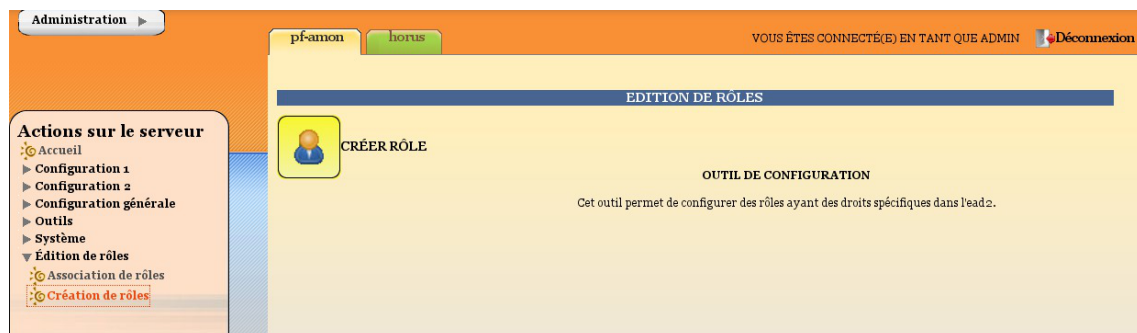 Administration
pf-amon
horus
VOUS ÊTES CONNECTÉ(E) EN TANT QUE ADMIN
Déconnexion
EDITION DE RÔLES
CRÉER RÔLE
OUTIL DE CONFIGURATION
Cet outil permet de configurer des rôles ayant des droits spécifiques dans l'ead2.
Actions sur le serveur
Accueil
Configuration 1
Configuration 2
Configuration générale
Outils
Système
Édition de rôles
Association de rôles
Création de rôles